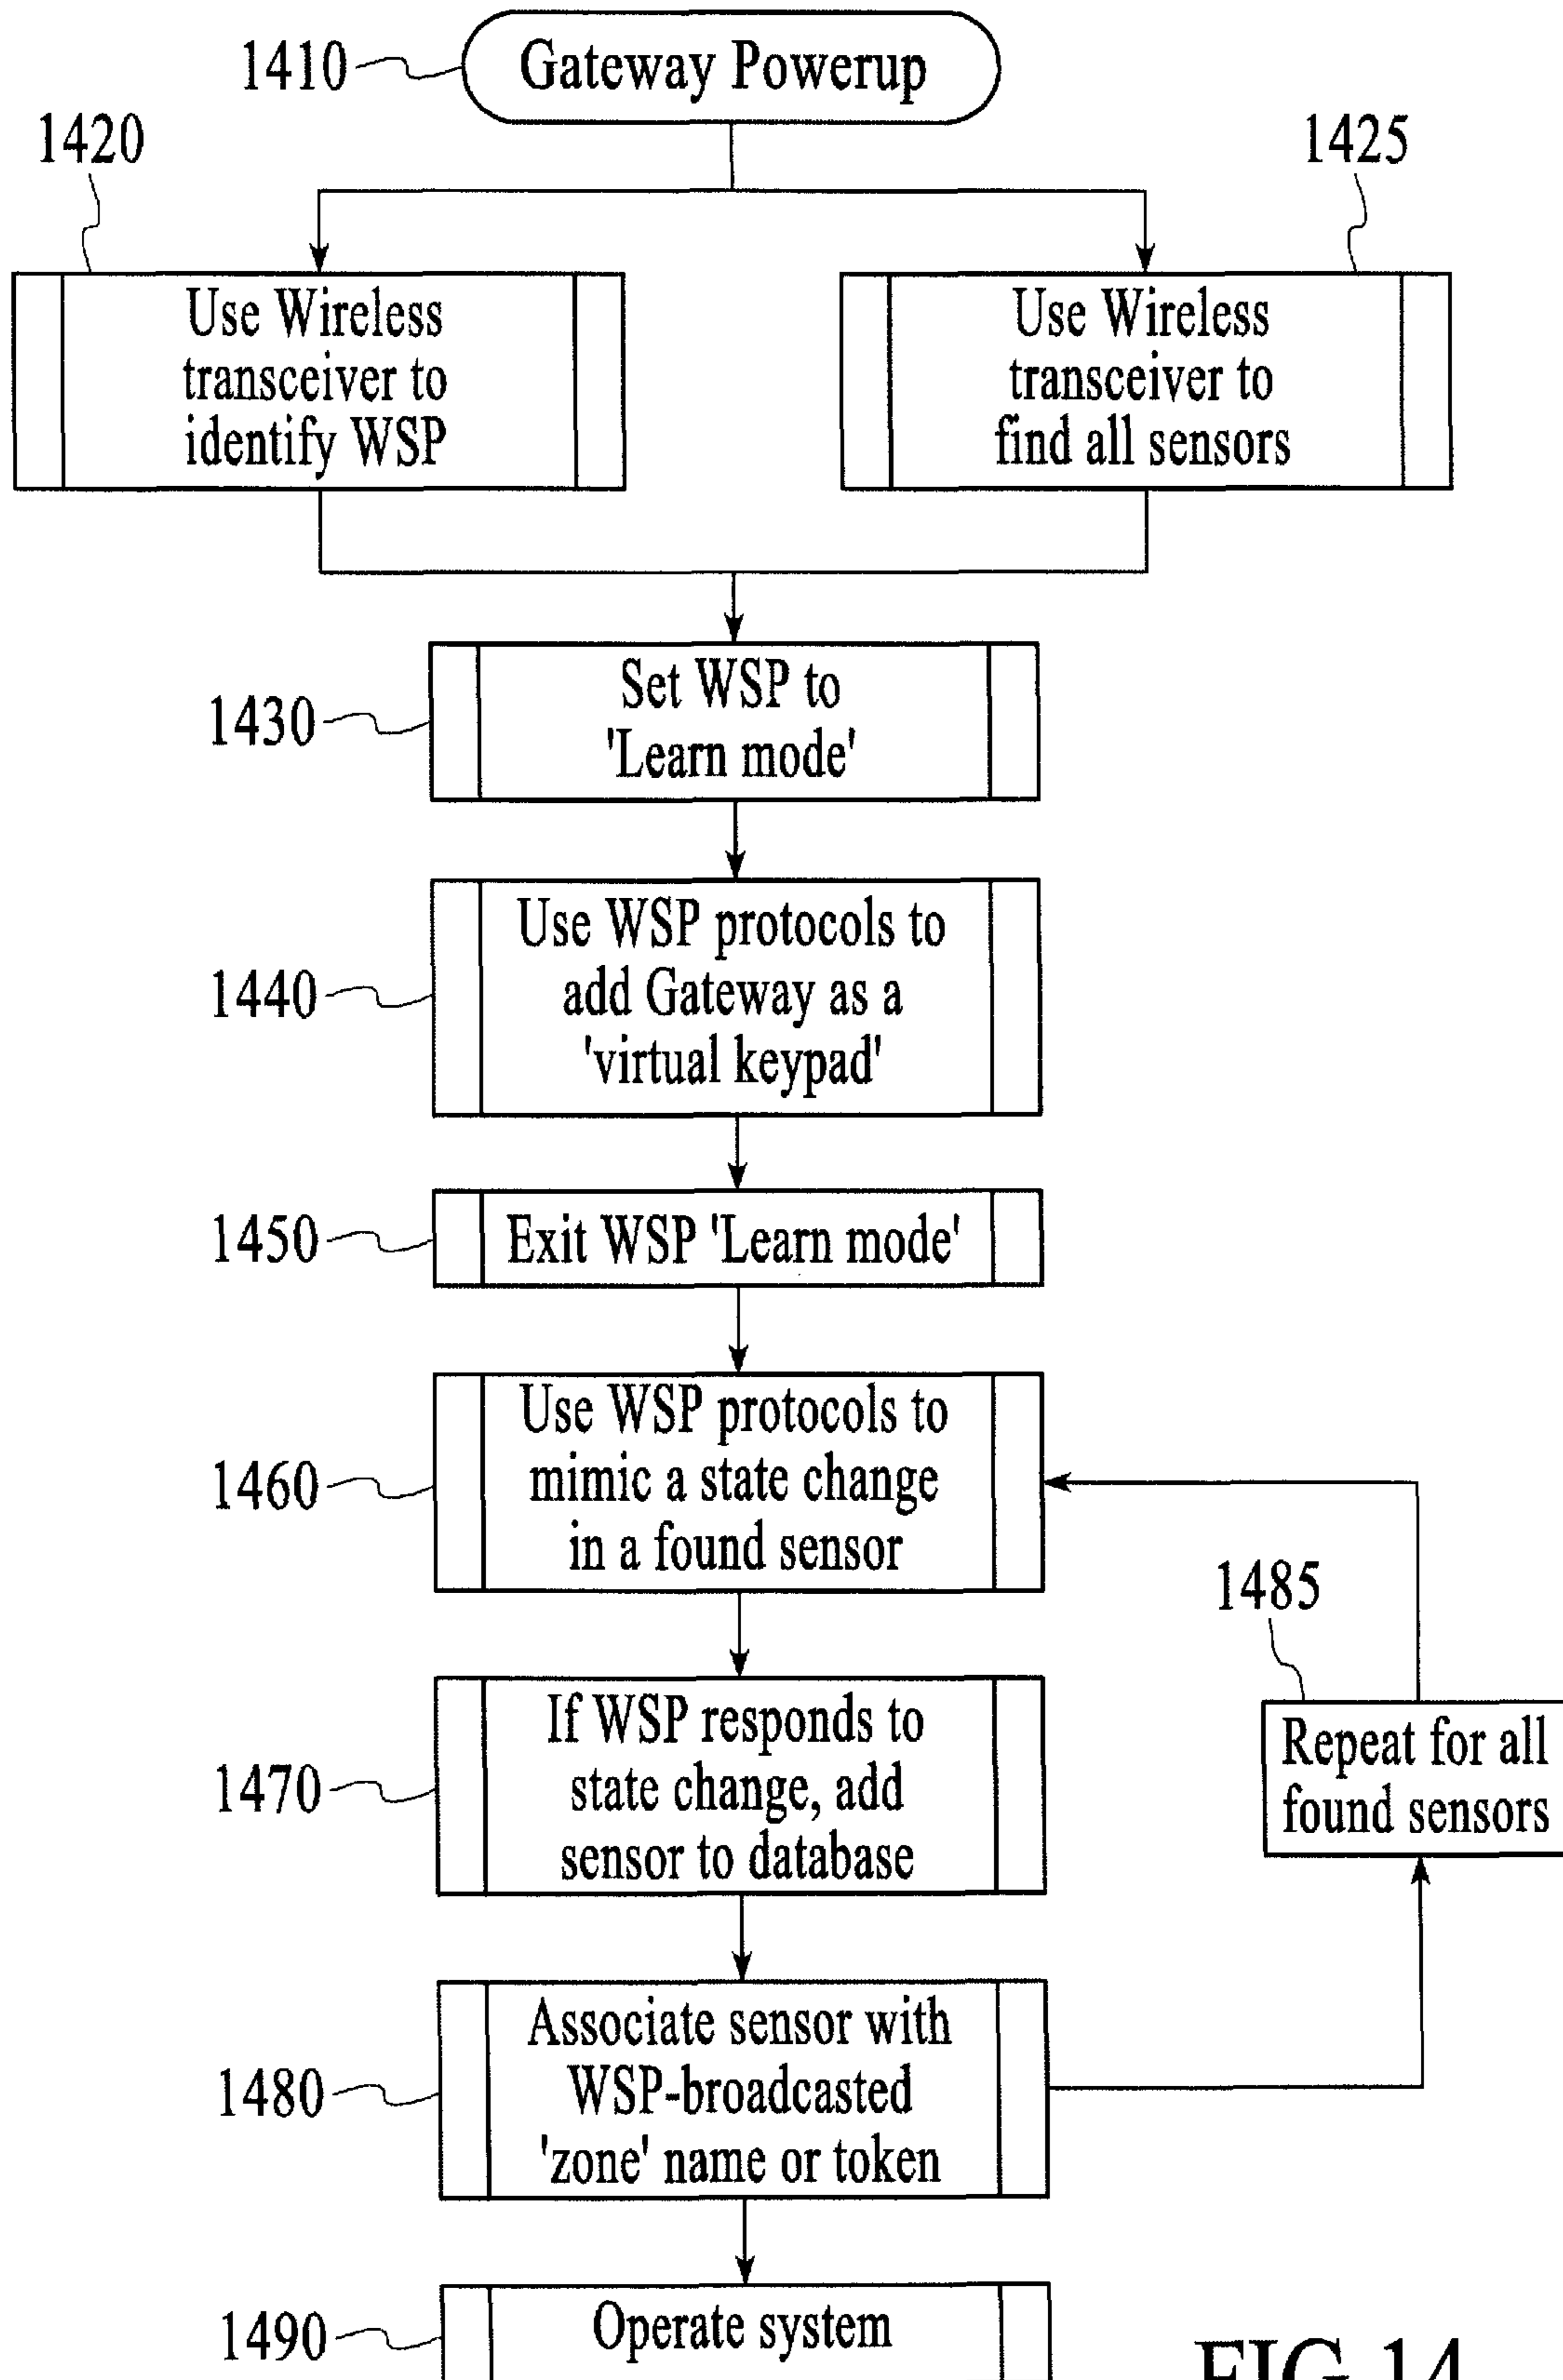 1410
Gateway Powerup
1420
1425
Use Wireless
transceiver to
identify WSP
Use Wireless
transceiver to
find all sensors
1430
Set WSP to
'Learn mode'
1440
Use WSP protocols to
add Gateway as a
'virtual keypad'
1450
Exit WSP 'Learn mode'
1460
Use WSP protocols to
mimic a state change
in a found sensor
1485
Repeat for all
found sensors
1470
If WSP responds to
state change, add
sensor to database
1480
Associate sensor with
WSP-broadcasted
'zone' name or token
1490
Operate system
FIG.14